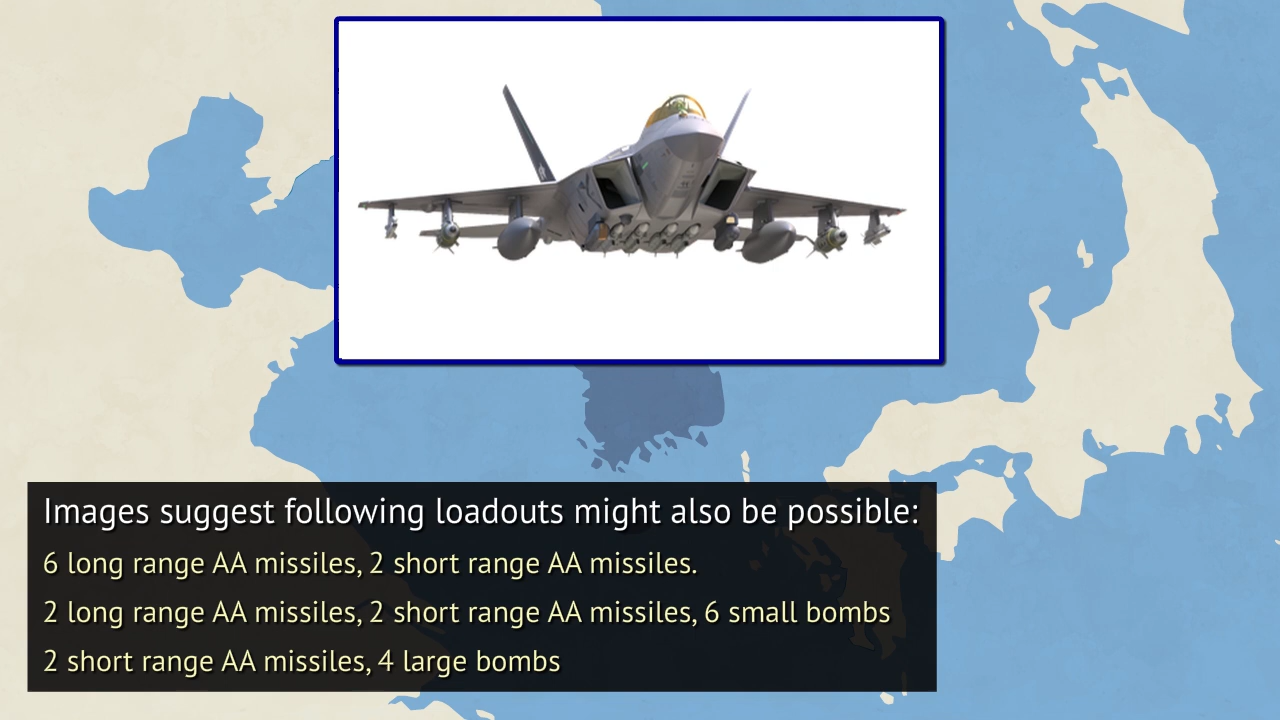 Images suggest following loadouts might also be possible:
6 long range AA missiles, 2 short range AA missiles.
2 long range AA missiles, 2 short range AA missiles, 6 small bombs
2 short range AA missiles, 4 large bombs